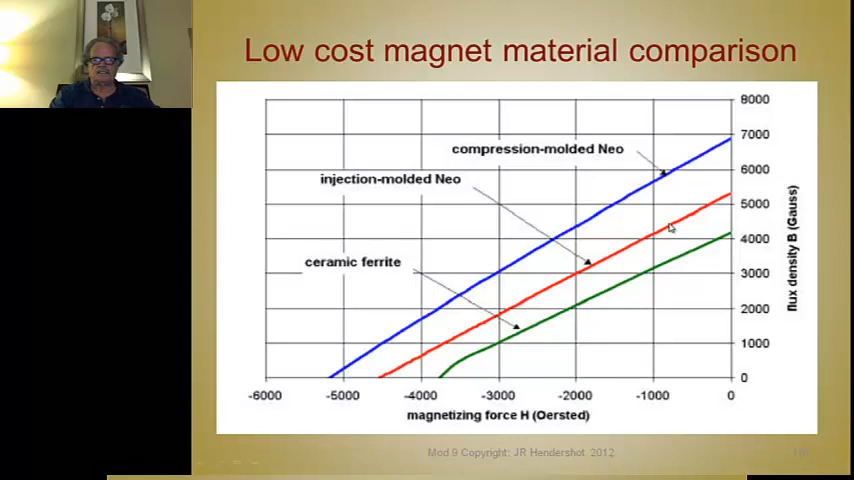 Low cost magnet material comparison
8000
7000
compression-molded Neo
6000
injection-molded Neo
5000
4000
ceramic ferrite
3000
2000
1000
0
flux density B (Gauss)
-6000 -5000 -4000 -3000 -2000 -1000 0
magnetizing force H (Oersted)
Mod 9 Copyright: JR Hendershot 2012